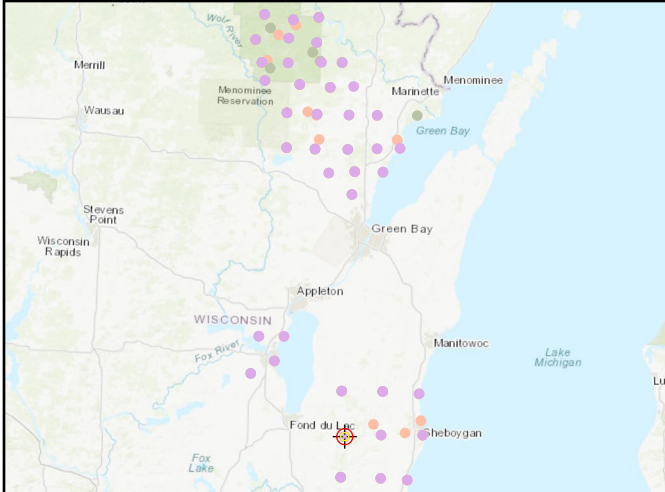 Wolf
River
Merrill
Menominee
Menominee
Reservation
Marinette
Wausau
Green Bay
Stevens
Point
Green Bay
Wisconsin
Rapids
Appleton
WISCONSIN
Fox River
Manitowoc
Lake
Michigan
Lu
Fond du Lac
Sheboygan
Fox
Lake